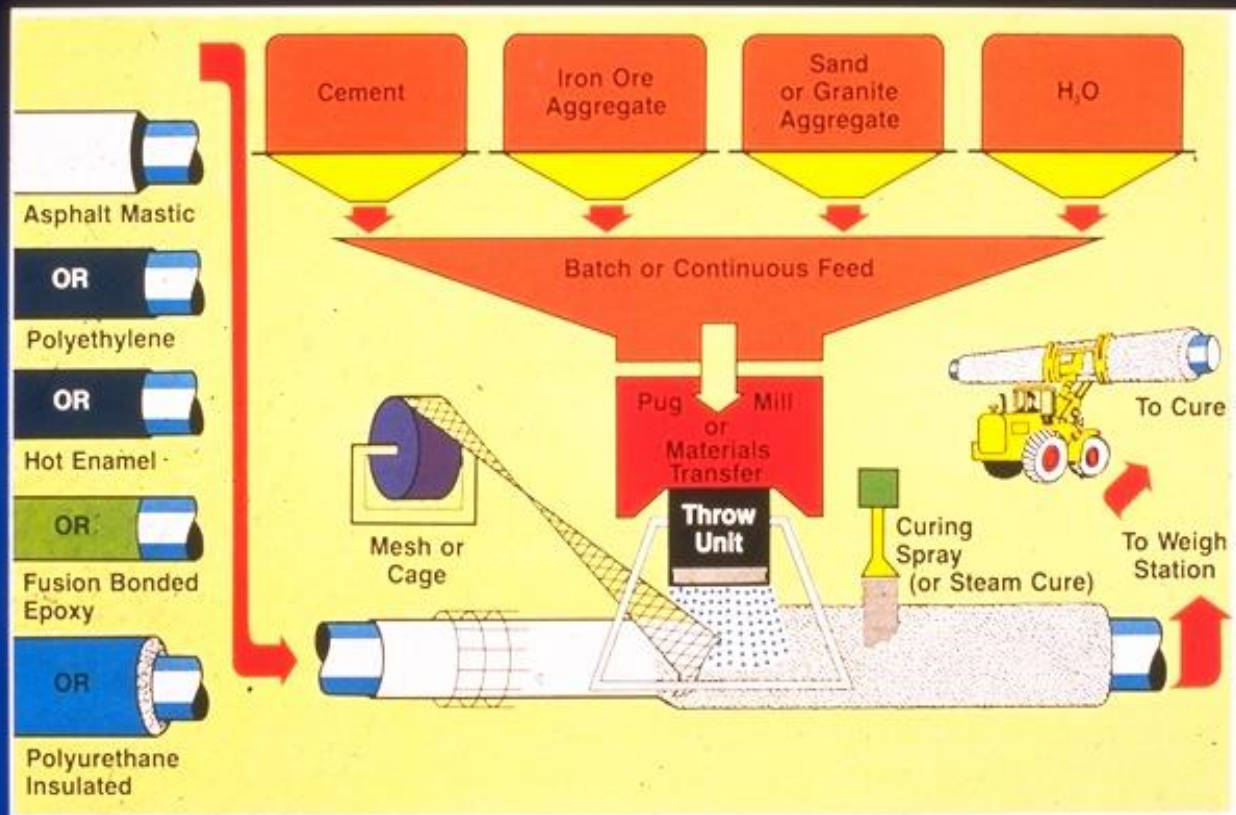 Cement
Iron Ore
Aggregate
Sand
or Granite
Aggregate
H₂O
Asphalt Mastic
OR
Polyethylene
OR
Hot Enamel
OR
Fusion Bonded
Epoxy
OR
Polyurethane
Insulated
Batch or Continuous Feed
Pug Mill
or
Materials
Transfer
Throw
Unit
Mesh or
Cage
Curing
Spray
(or Steam Cure)
To Cure
To Weigh
Station